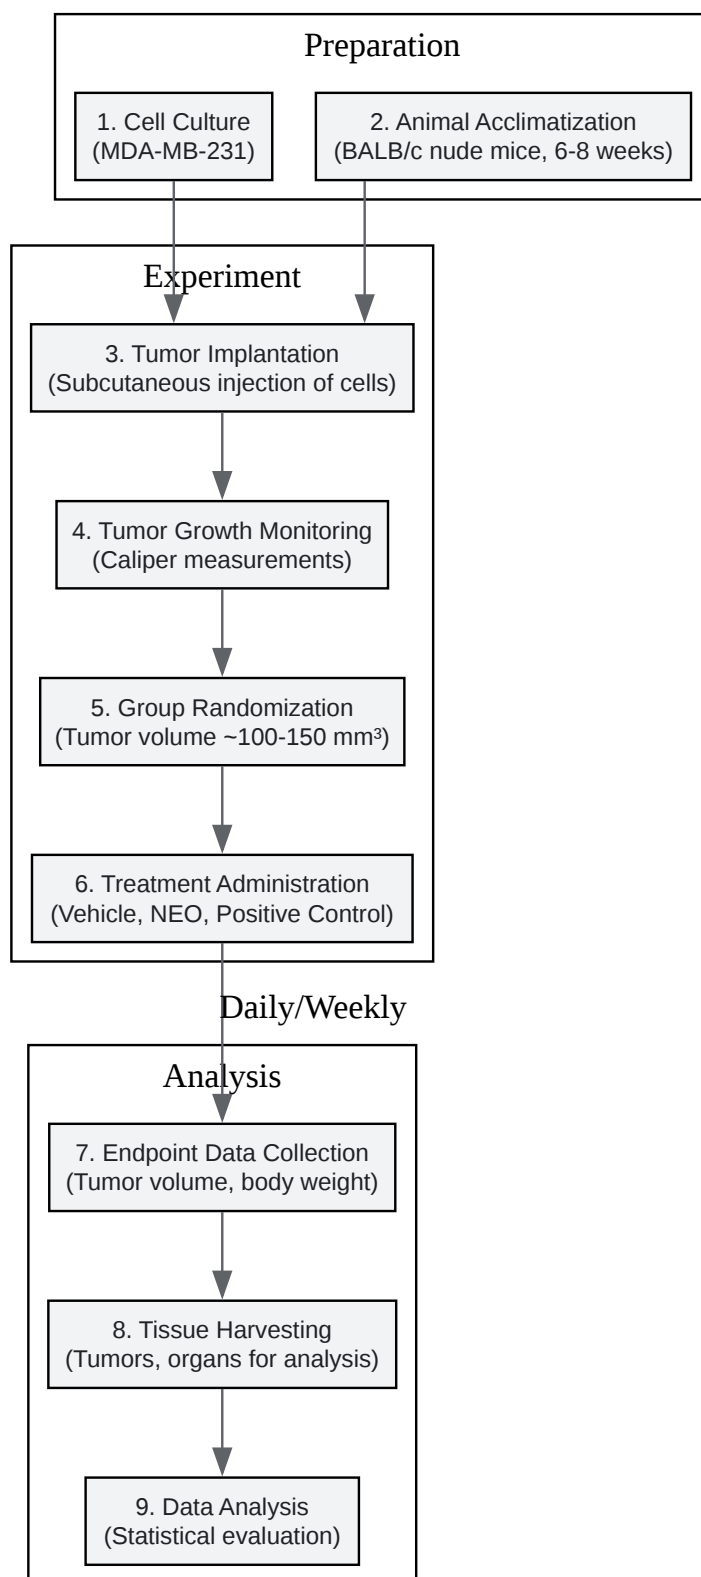 Preparation
1. Cell Culture
(MDA-MB-231)
2. Animal Acclimatization
(BALB/c nude mice, 6-8 weeks)
Experiment
3. Tumor Implantation
(Subcutaneous injection of cells)
4. Tumor Growth Monitoring
(Caliper measurements)
5. Group Randomization
(Tumor volume ~100-150 mm³)
6. Treatment Administration
(Vehicle, NEO, Positive Control)
Daily/Weekly
Analysis
7. Endpoint Data Collection
(Tumor volume, body weight)
8. Tissue Harvesting
(Tumors, organs for analysis)
9. Data Analysis
(Statistical evaluation)